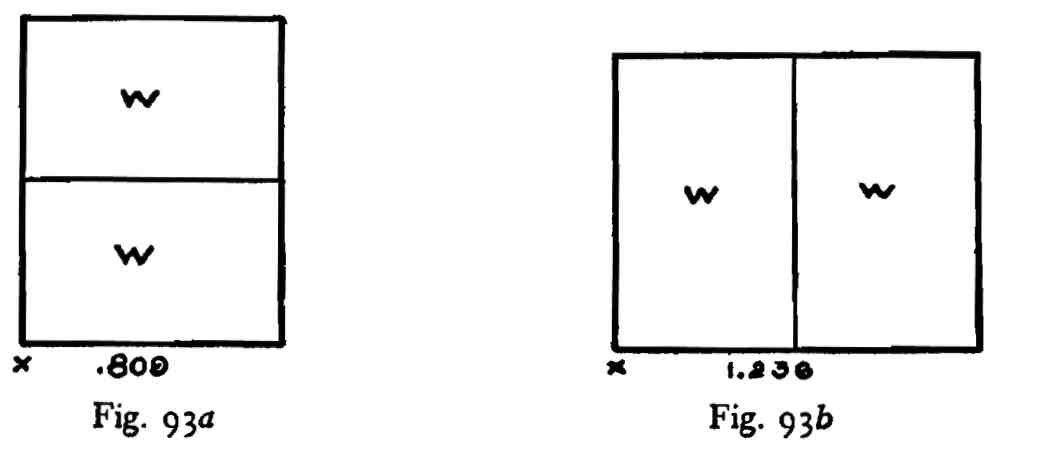 W
W
x .809
Fig. 93a
W W
x 1.236
Fig. 93b